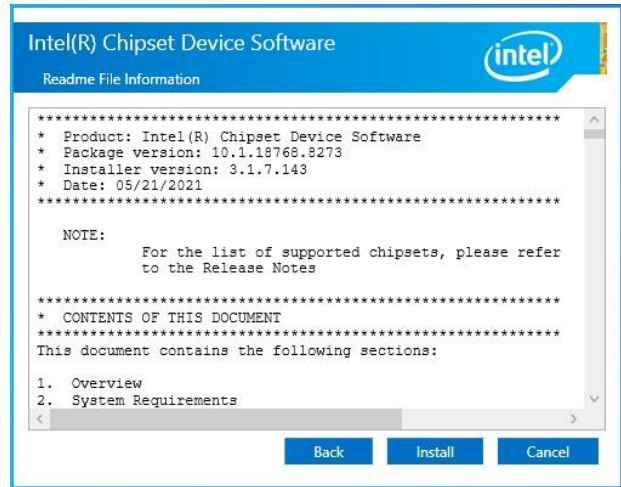 Intel(R) Chipset Device Software
intel
Readme File Information
************************************************************
*  Product: Intel(R) Chipset Device Software
*  Package version: 10.1.18768.8273
*  Installer version: 3.1.7.143
*  Date: 05/21/2021
************************************************************
NOTE:
For the list of supported chipsets, please refer
to the Release Notes
************************************************************
*  CONTENTS OF THIS DOCUMENT
************************************************************
This document contains the following sections:
1.  Overview
2.  System Requirements
Back Install Cancel